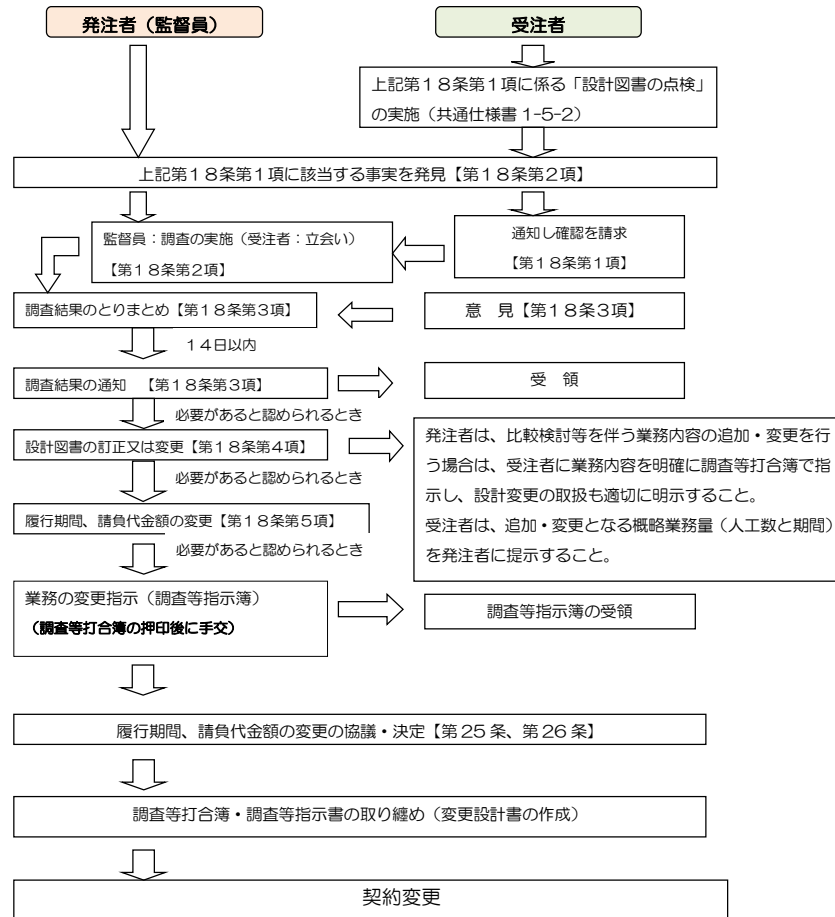 発注者（監督員）
受注者
上記第１８条第１項に係る「設計図書の点検」
の実施（共通仕様書 1-5-2）
上記第１８条第１項に該当する事実を発見【第１８条第２項】
監督員：調査の実施（受注者：立会い）
【第１８条第２項】
通知し確認を請求
【第１８条第１項】
調査結果のとりまとめ【第１８条第３項】
意　見【第１８条３項】
１４日以内
調査結果の通知　【第１８条第３項】
受　領
必要があると認められるとき
設計図書の訂正又は変更【第１８条第４項】
必要があると認められるとき
発注者は、比較検討等を伴う業務内容の追加・変更を行
う場合は、受注者に業務内容を明確に調査等打合簿で指
示し、設計変更の取扱も適切に明示すること。
受注者は、追加・変更となる概略業務量（人工数と期間）
を発注者に提示すること。
履行期間、請負代金額の変更【第１８条第５項】
必要があると認められるとき
業務の変更指示（調査等指示簿）
（調査等打合簿の押印後に手交）
調査等指示簿の受領
履行期間、請負代金額の変更の協議・決定【第 25 条、第 26 条】
調査等打合簿・調査等指示書の取り纏め（変更設計書の作成）
契約変更